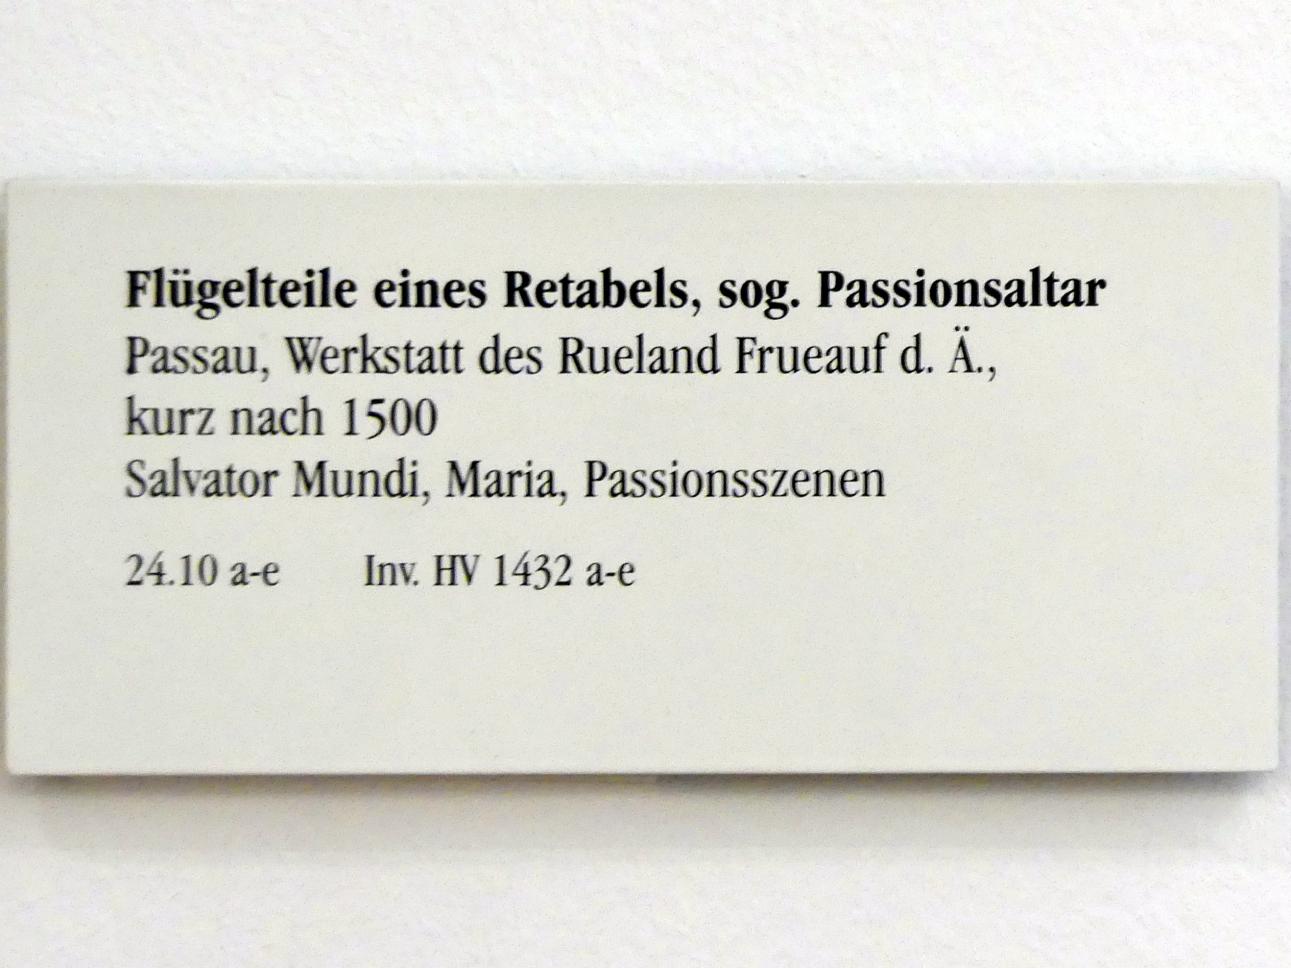 Flügelteile eines Retabels, sog. Passionsaltar
Passau, Werkstatt des Rueland Frueauf d. Ä.,
kurz nach 1500
Salvator Mundi, Maria, Passionsszenen
24.10 a-e Inv. HV 1432 a-e